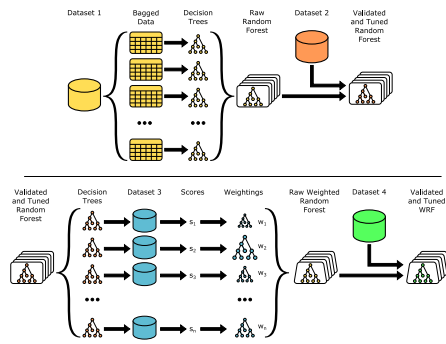 Dataset 1
Bagged
Data
Decision
Trees
Raw
Random
Forest
Dataset 2
Validated
and Tuned
Random
Forest
•••
•••
Validated
and Tuned
Random
Forest
Decision
Trees
Dataset 3
Scores
Weightings
Raw Weighted
Random
Forest
Dataset 4
Validated
and Tuned
WRF
s1
w1
s2
w2
s3
w3
•••
•••
sn
wn